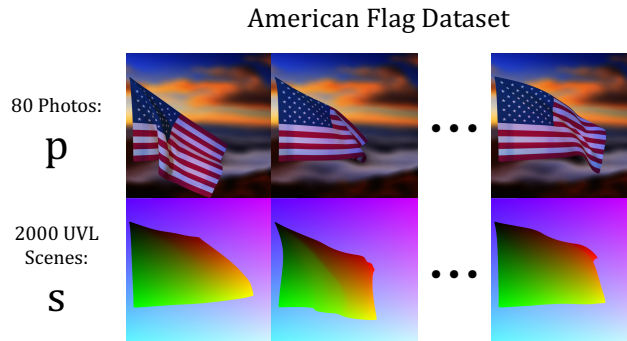 American Flag Dataset
80 Photos:
p
2000 UVL
Scenes:
s